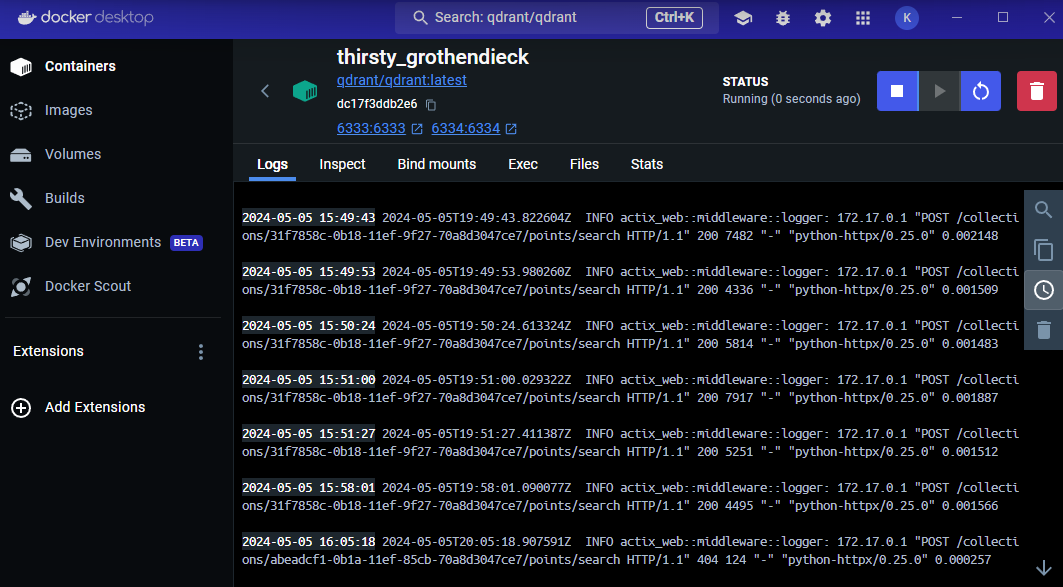 docker desktop
Search: qdrant/qdrant
Ctrl+K
K
Containers
Images
Volumes
Builds
Dev Environments BETA
Docker Scout
Extensions
Add Extensions
thirsty_grothendieck
qdrant/qdrant:latest
dc17f3ddb2e6
6333:6333 6334:6334
STATUS
Running (0 seconds ago)
Logs Inspect Bind mounts Exec Files Stats
2024-05-05 15:49:43 2024-05-05T19:49:43.822604Z INFO actix_web::middleware::logger: 172.17.0.1 "POST /collecti
ons/31f7858c-0b18-11ef-9f27-70a8d3047ce7/points/search HTTP/1.1" 200 7482 "-" "python-httpx/0.25.0" 0.002148
2024-05-05 15:49:53 2024-05-05T19:49:53.980260Z INFO actix_web::middleware::logger: 172.17.0.1 "POST /collecti
ons/31f7858c-0b18-11ef-9f27-70a8d3047ce7/points/search HTTP/1.1" 200 4336 "-" "python-httpx/0.25.0" 0.001509
2024-05-05 15:50:24 2024-05-05T19:50:24.613324Z INFO actix_web::middleware::logger: 172.17.0.1 "POST /collecti
ons/31f7858c-0b18-11ef-9f27-70a8d3047ce7/points/search HTTP/1.1" 200 5814 "-" "python-httpx/0.25.0" 0.001483
2024-05-05 15:51:00 2024-05-05T19:51:00.029322Z INFO actix_web::middleware::logger: 172.17.0.1 "POST /collecti
ons/31f7858c-0b18-11ef-9f27-70a8d3047ce7/points/search HTTP/1.1" 200 7917 "-" "python-httpx/0.25.0" 0.001887
2024-05-05 15:51:27 2024-05-05T19:51:27.411387Z INFO actix_web::middleware::logger: 172.17.0.1 "POST /collecti
ons/31f7858c-0b18-11ef-9f27-70a8d3047ce7/points/search HTTP/1.1" 200 5251 "-" "python-httpx/0.25.0" 0.001512
2024-05-05 15:58:01 2024-05-05T19:58:01.090077Z INFO actix_web::middleware::logger: 172.17.0.1 "POST /collecti
ons/31f7858c-0b18-11ef-9f27-70a8d3047ce7/points/search HTTP/1.1" 200 4495 "-" "python-httpx/0.25.0" 0.001566
2024-05-05 16:05:18 2024-05-05T20:05:18.907591Z INFO actix_web::middleware::logger: 172.17.0.1 "POST /collecti
ons/abeadcf1-0b1a-11ef-85cb-70a8d3047ce7/points/search HTTP/1.1" 404 124 "-" "python-httpx/0.25.0" 0.000257